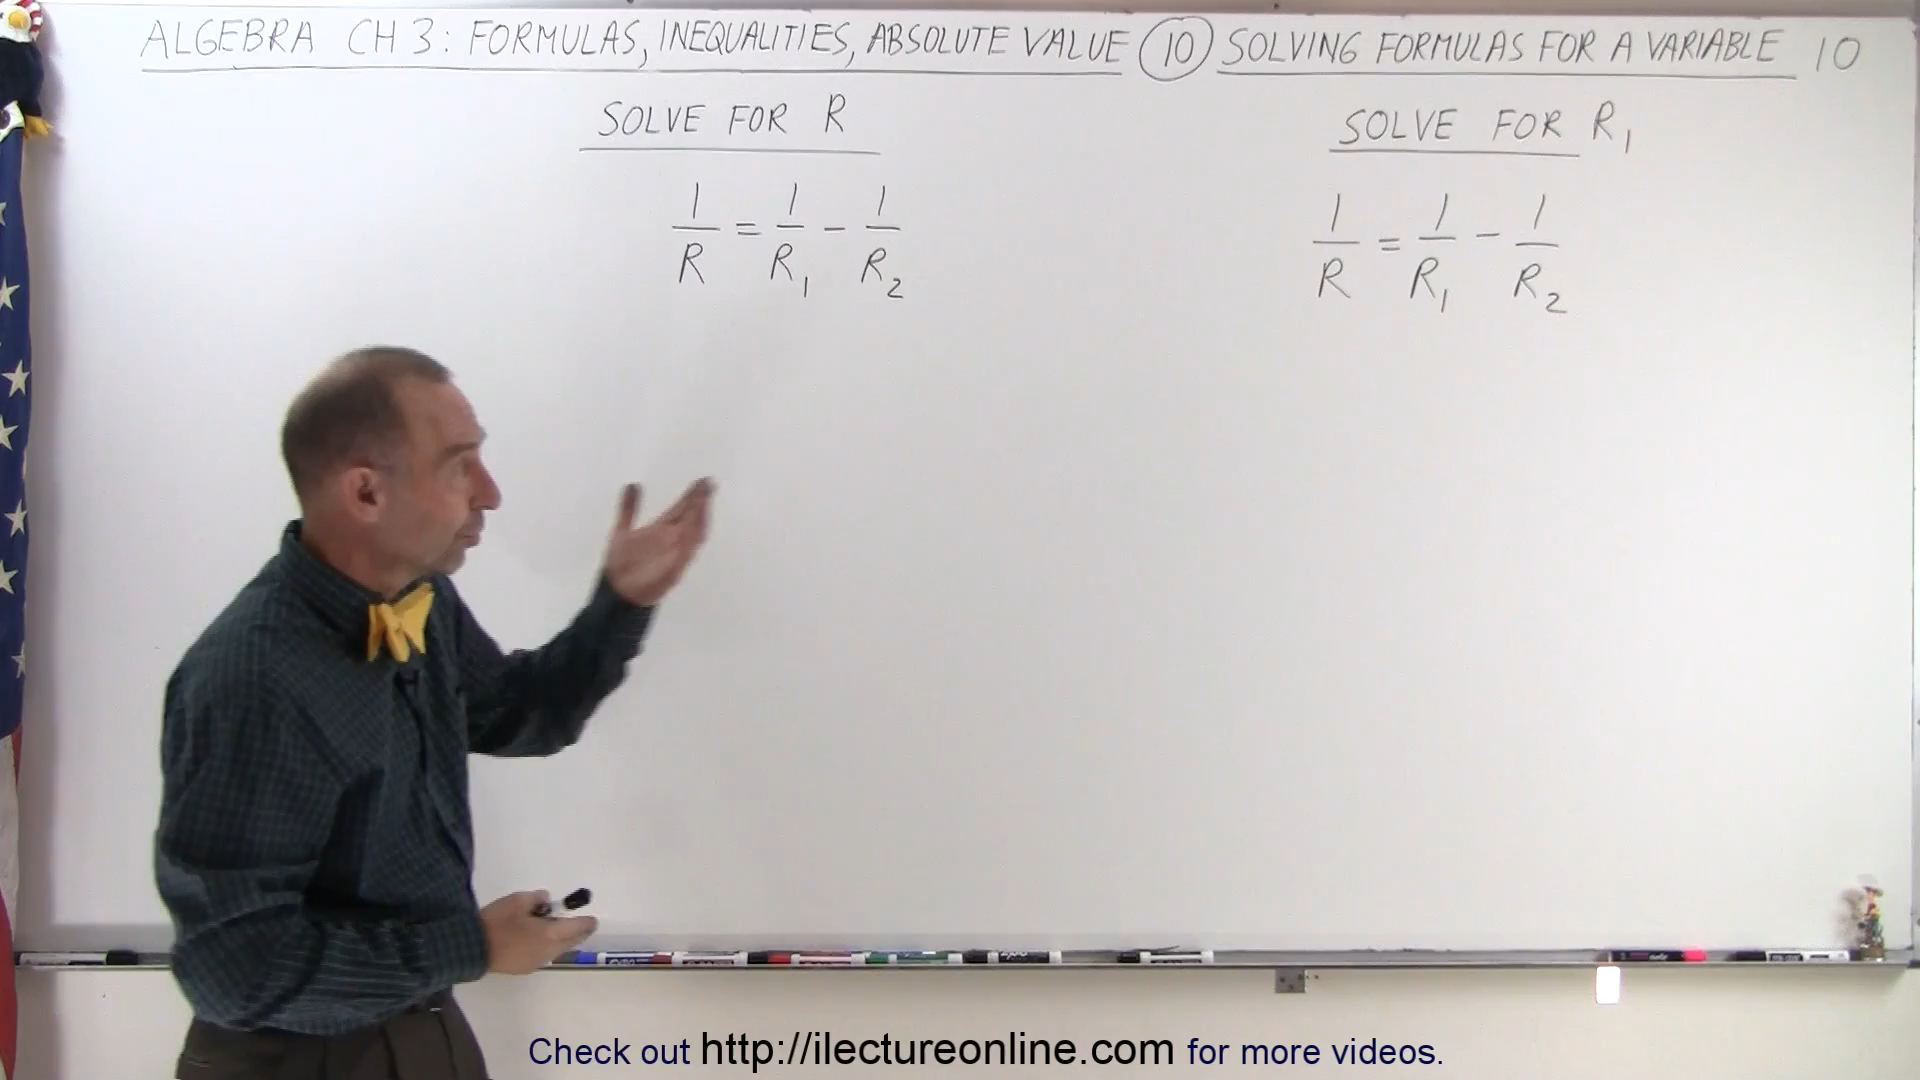 ALGEBRA CH 3: FORMULAS, INEQUALITIES, ABSOLUTE VALUE (10) SOLVING FORMULAS FOR A VARIABLE 10
SOLVE FOR R
1/R = 1/R₁ - 1/R₂
SOLVE FOR R₁
1/R = 1/R₁ - 1/R₂
Check out http://ilectureonline.com for more videos.